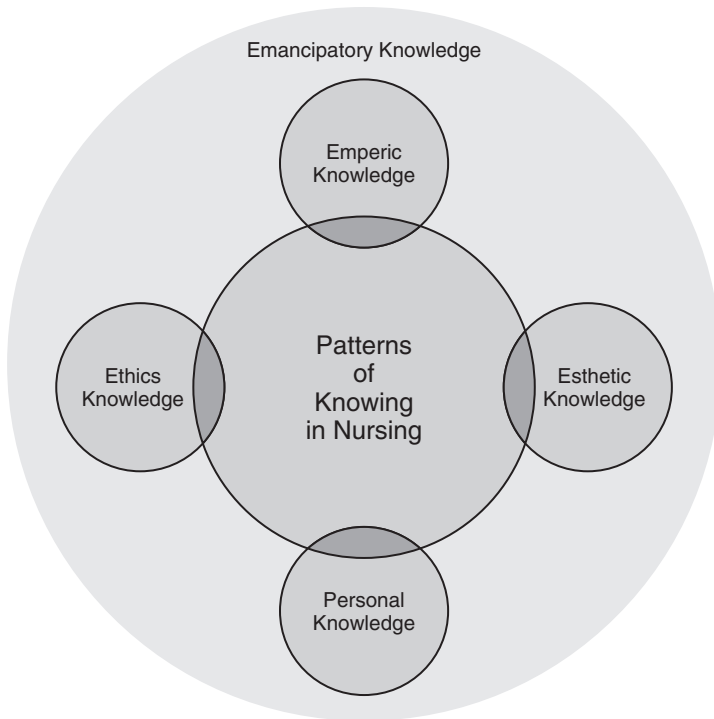 Emancipatory Knowledge
Emperic
Knowledge
Ethics
Knowledge
Patterns
of
Knowing
in Nursing
Esthetic
Knowledge
Personal
Knowledge